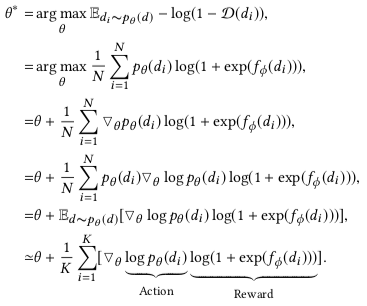 θ* = arg max_θ 𝔼_{d_i∼p_θ(d)} − log(1 − 𝒟(d_i)),
= arg max_θ 1/N ∑_{i=1}^{N} p_θ(d_i) log(1 + exp(f_ϕ(d_i))),
=θ + 1/N ∑_{i=1}^{N} ▽_θ p_θ(d_i) log(1 + exp(f_ϕ(d_i))),
=θ + 1/N ∑_{i=1}^{N} p_θ(d_i) ▽_θ log p_θ(d_i) log(1 + exp(f_ϕ(d_i))),
=θ + 𝔼_{d∼p_θ(d)}[▽_θ log p_θ(d_i) log(1 + exp(f_ϕ(d_i)))],
≃θ + 1/K ∑_{i=1}^{K} [▽_θ log p_θ(d_i) log(1 + exp(f_ϕ(d_i)))].
Action Reward